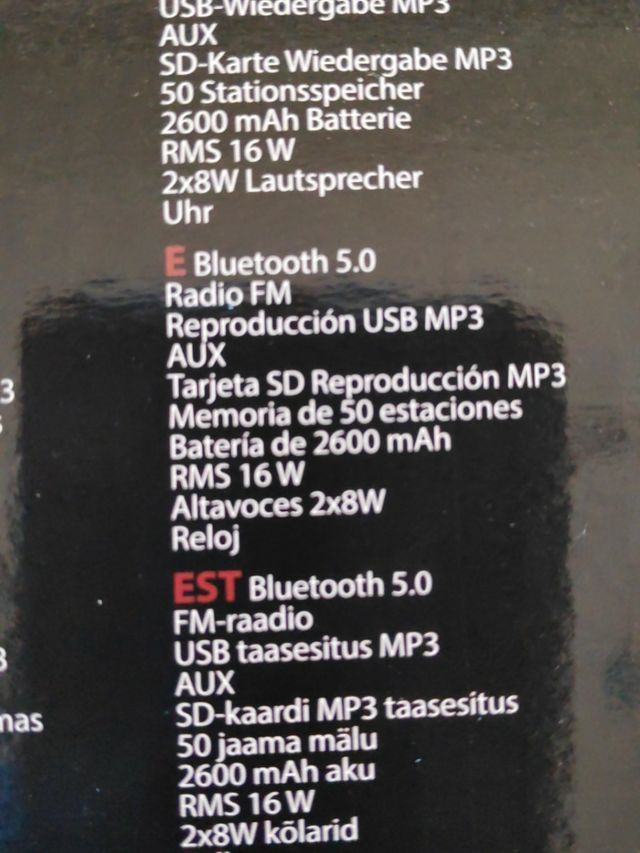 USB-Wiedergabe MP3
AUX
SD-Karte Wiedergabe MP3
50 Stationsspeicher
2600 mAh Batterie
RMS 16 W
2x8W Lautsprecher
Uhr
E Bluetooth 5.0
Radio FM
Reproducción USB MP3
AUX
Tarjeta SD Reproducción MP3
Memoria de 50 estaciones
Batería de 2600 mAh
RMS 16 W
Altavoces 2x8W
Reloj
EST Bluetooth 5.0
FM-raadio
USB taasesitus MP3
AUX
SD-kaardi MP3 taasesitus
50 jaama mälu
2600 mAh aku
RMS 16 W
2x8W kõlarid